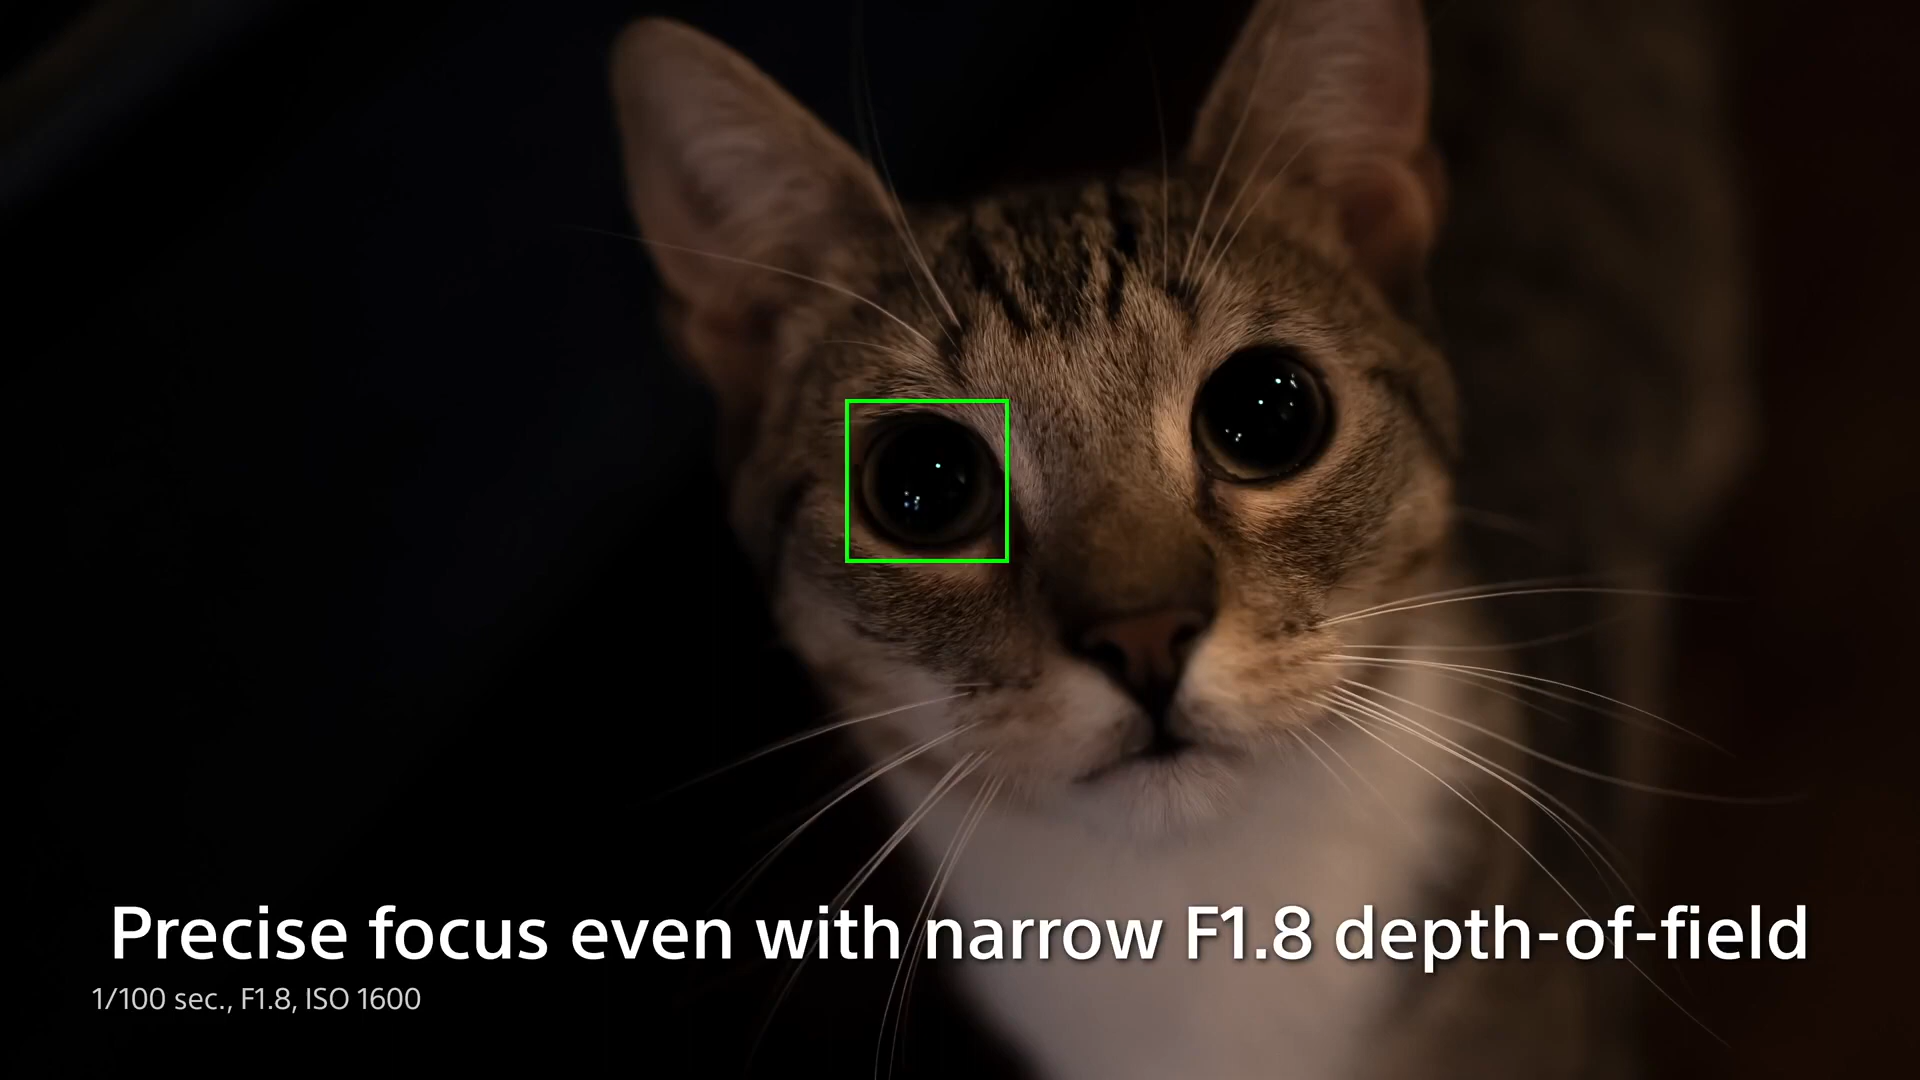 Precise focus even with narrow F1.8 depth-of-field
1/100 sec., F1.8, ISO 1600